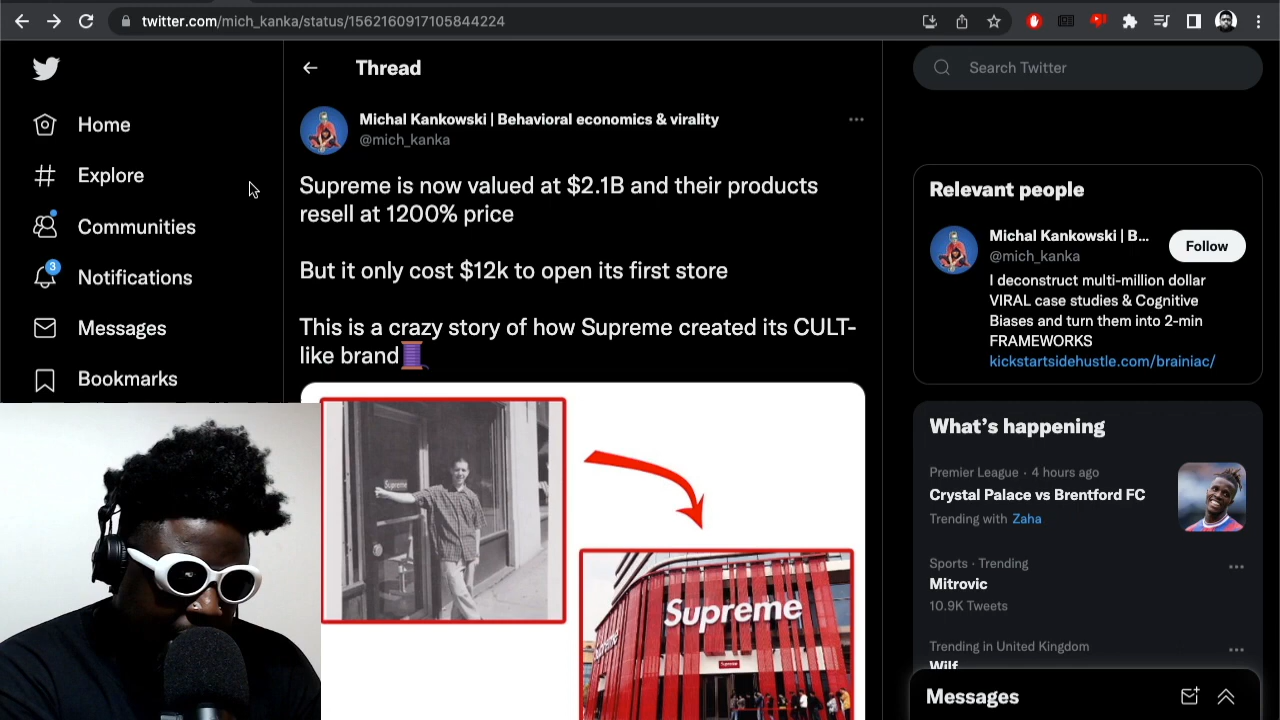 twitter.com/mich_kanka/status/1562160917105844224
Home
Explore
Communities
3
Notifications
Messages
Bookmarks
Thread
Michal Kankowski | Behavioral economics & virality
@mich_kanka
Supreme is now valued at $2.1B and their products
resell at 1200% price
But it only cost $12k to open its first store
This is a crazy story of how Supreme created its CULT-
like brand
Supreme
Supreme
Supreme
Search Twitter
Relevant people
Michal Kankowski | B...
@mich_kanka
Follow
I deconstruct multi-million dollar
VIRAL case studies & Cognitive
Biases and turn them into 2-min
FRAMEWORKS
kickstartsidehustle.com/brainiac/
What's happening
Premier League · 4 hours ago
Crystal Palace vs Brentford FC
Trending with Zaha
Sports · Trending
Mitrovic
10.9K Tweets
Trending in United Kingdom
Wilf
Messages